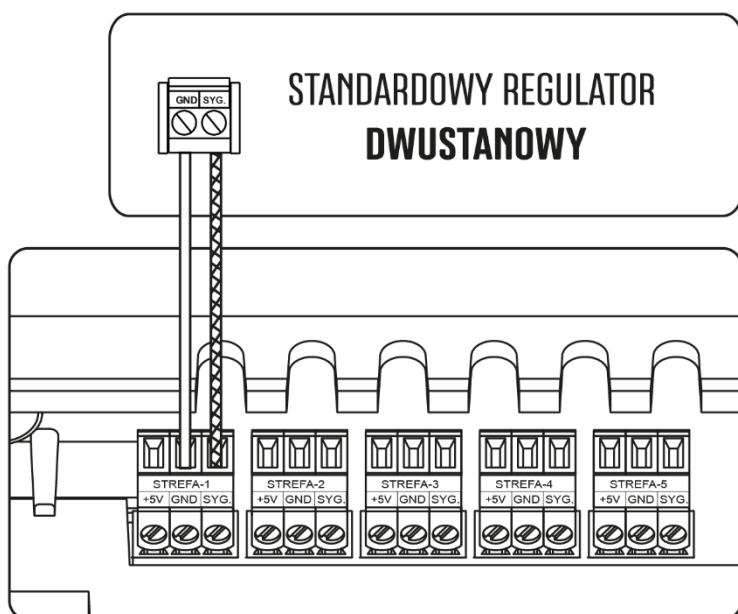 GND SYG.
STANDARDOWY REGULATOR
DWUSTANOWY
STREFA-1
+5V GND SYG.
STREFA-2
+5V GND SYG.
STREFA-3
+5V GND SYG.
STREFA-4
+5V GND SYG.
STREFA-5
+5V GND SYG.